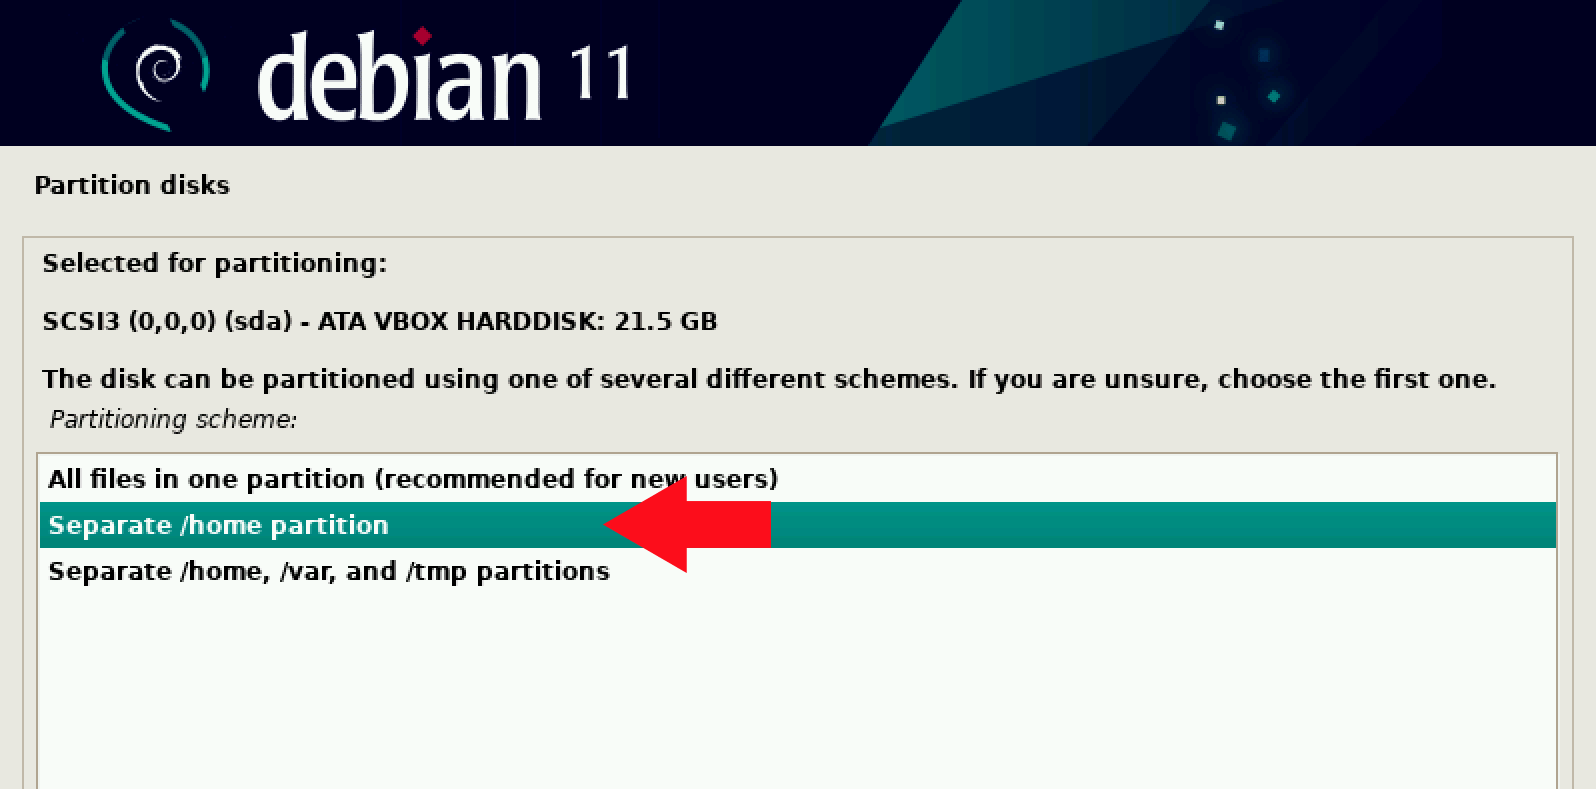 debian 11
Partition disks
Selected for partitioning:
SCSI3 (0,0,0) (sda) - ATA VBOX HARDDISK: 21.5 GB
The disk can be partitioned using one of several different schemes. If you are unsure, choose the first one.
Partitioning scheme:
All files in one partition (recommended for new users)
Separate /home partition
Separate /home, /var, and /tmp partitions